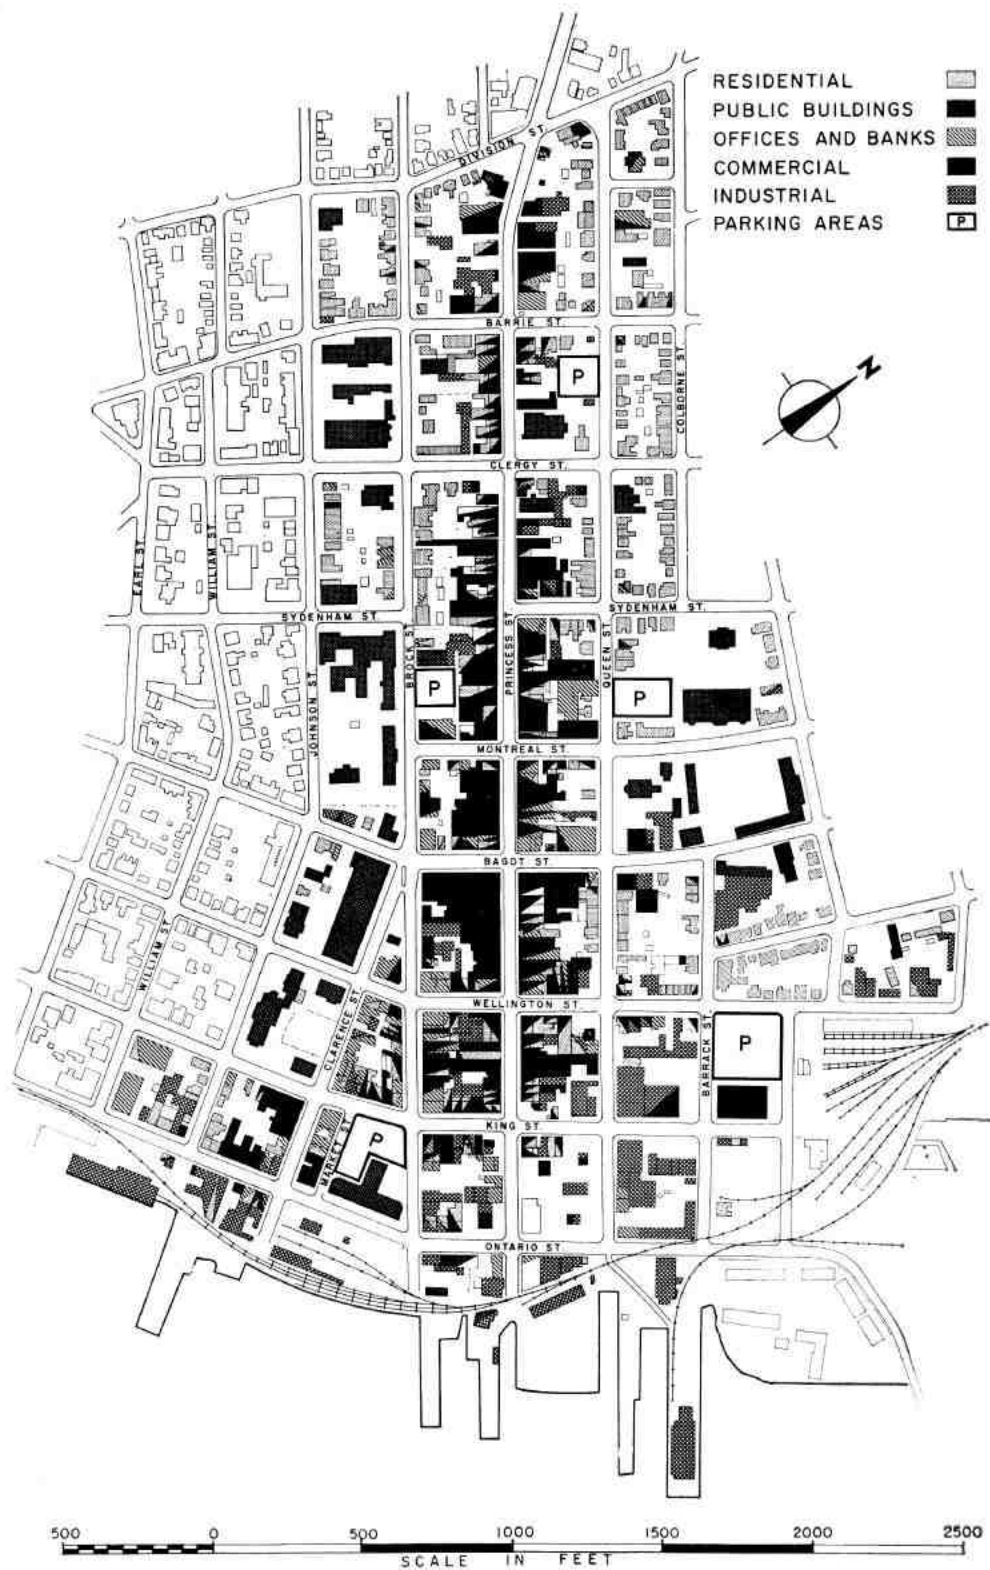 RESIDENTIAL
PUBLIC BUILDINGS
OFFICES AND BANKS
COMMERCIAL
INDUSTRIAL
PARKING AREAS P
DIVISION ST.
BARRIE ST.
P
COLBORNE ST.
N
CLERGY ST.
EARL ST.
WILLIAM ST.
SYDENHAM ST.
SYDENHAM ST.
JOHNSON ST.
BROCK ST.
PRINCESS ST.
QUEEN ST.
P
P
MONTREAL ST.
BAGOT ST.
WILLIAM ST.
WELLINGTON ST.
CLARENCE ST.
BARRACK ST.
P
KING ST.
MARKET ST.
P
ONTARIO ST.
500 0 500 1000 1500 2000 2500
SCALE IN FEET